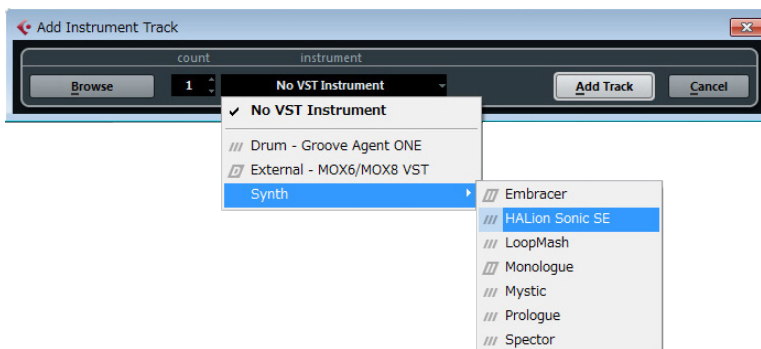 Add Instrument Track
count instrument
Browse 1 No VST Instrument Add Track Cancel
No VST Instrument
Drum - Groove Agent ONE
External - MOX6/MOX8 VST
Synth
Embracer
HALion Sonic SE
LoopMash
Monologue
Mystic
Prologue
Spector